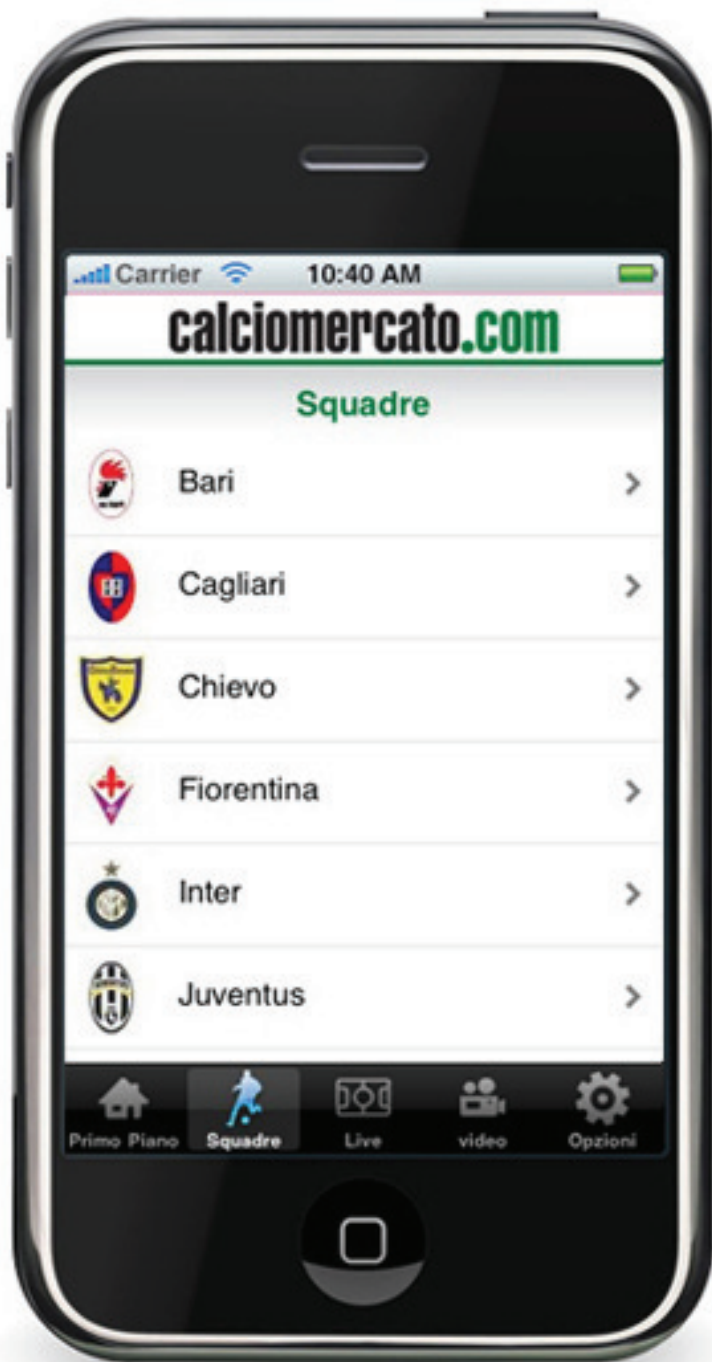 Carrier 10:40 AM
calciomercato.com
Squadre
Bari
Cagliari
Chievo
Fiorentina
Inter
Juventus
Primo Piano Squadre Live video Opzioni